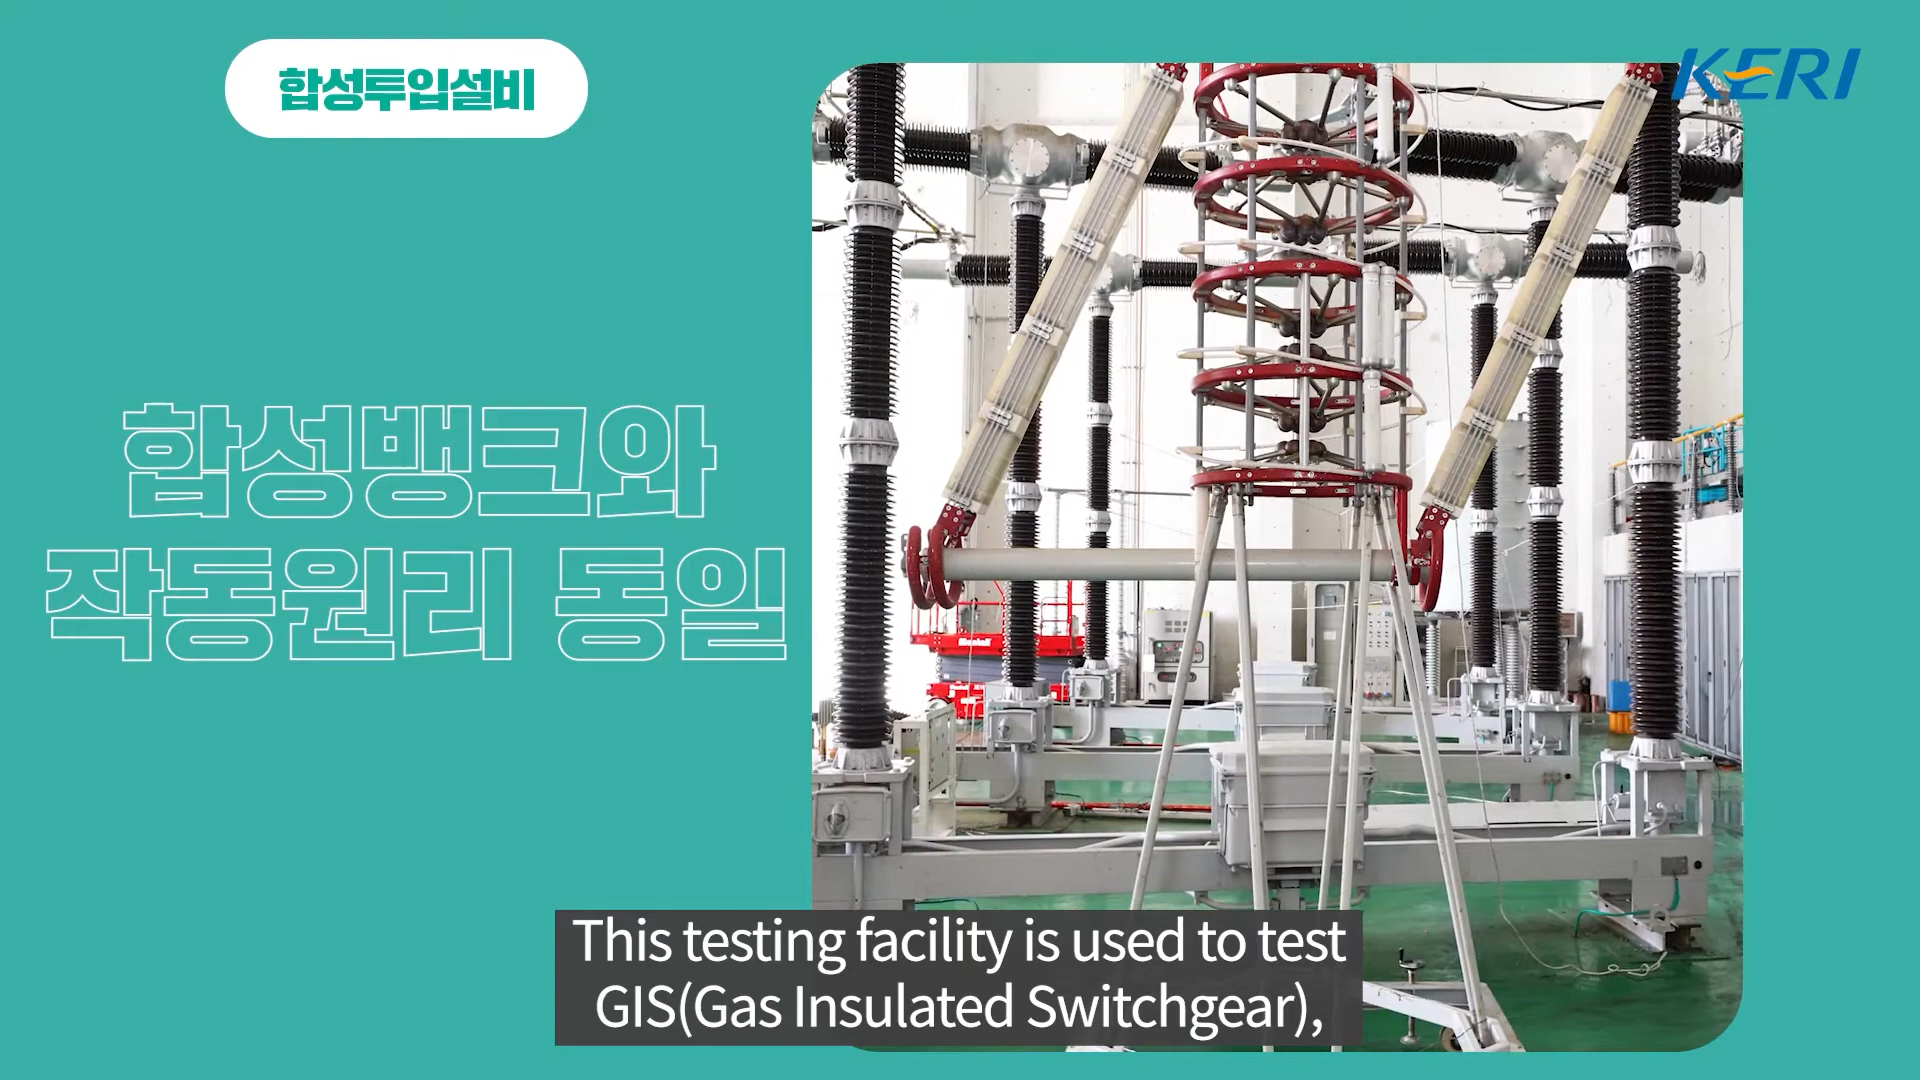 합성투입설비
KERI
합성뱅크와
작동원리 동일
This testing facility is used to test
GIS(Gas Insulated Switchgear),